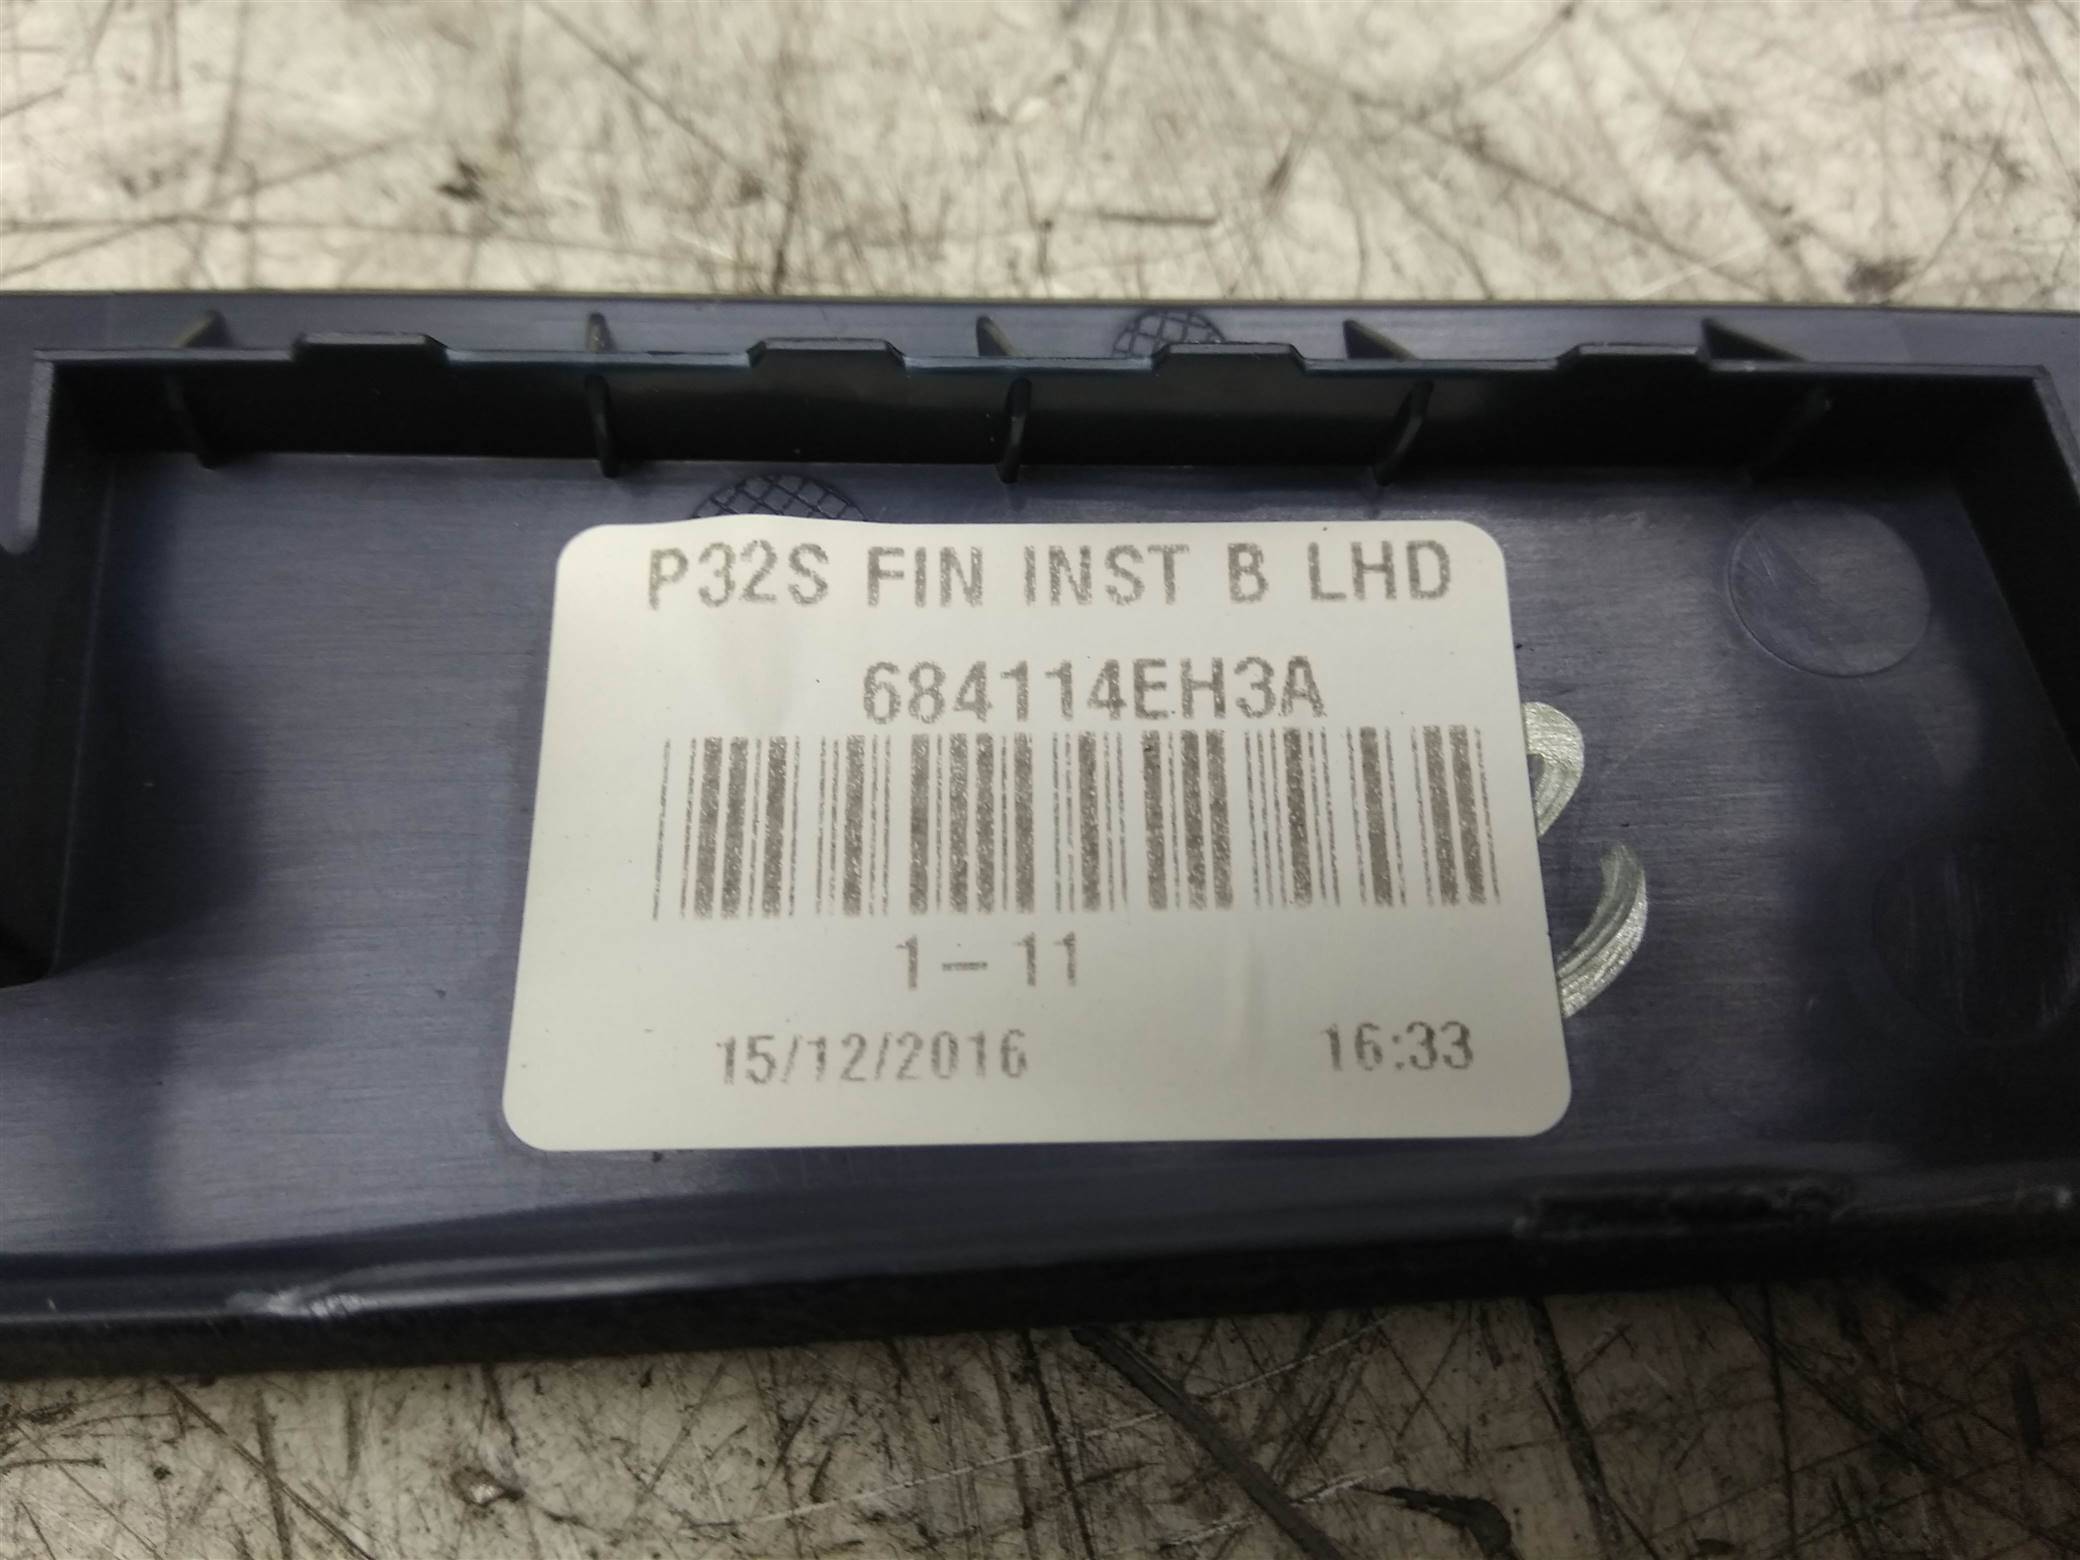 P32S FIN INST B LHD
684114EH3A
1-11
15/12/2016 16:33